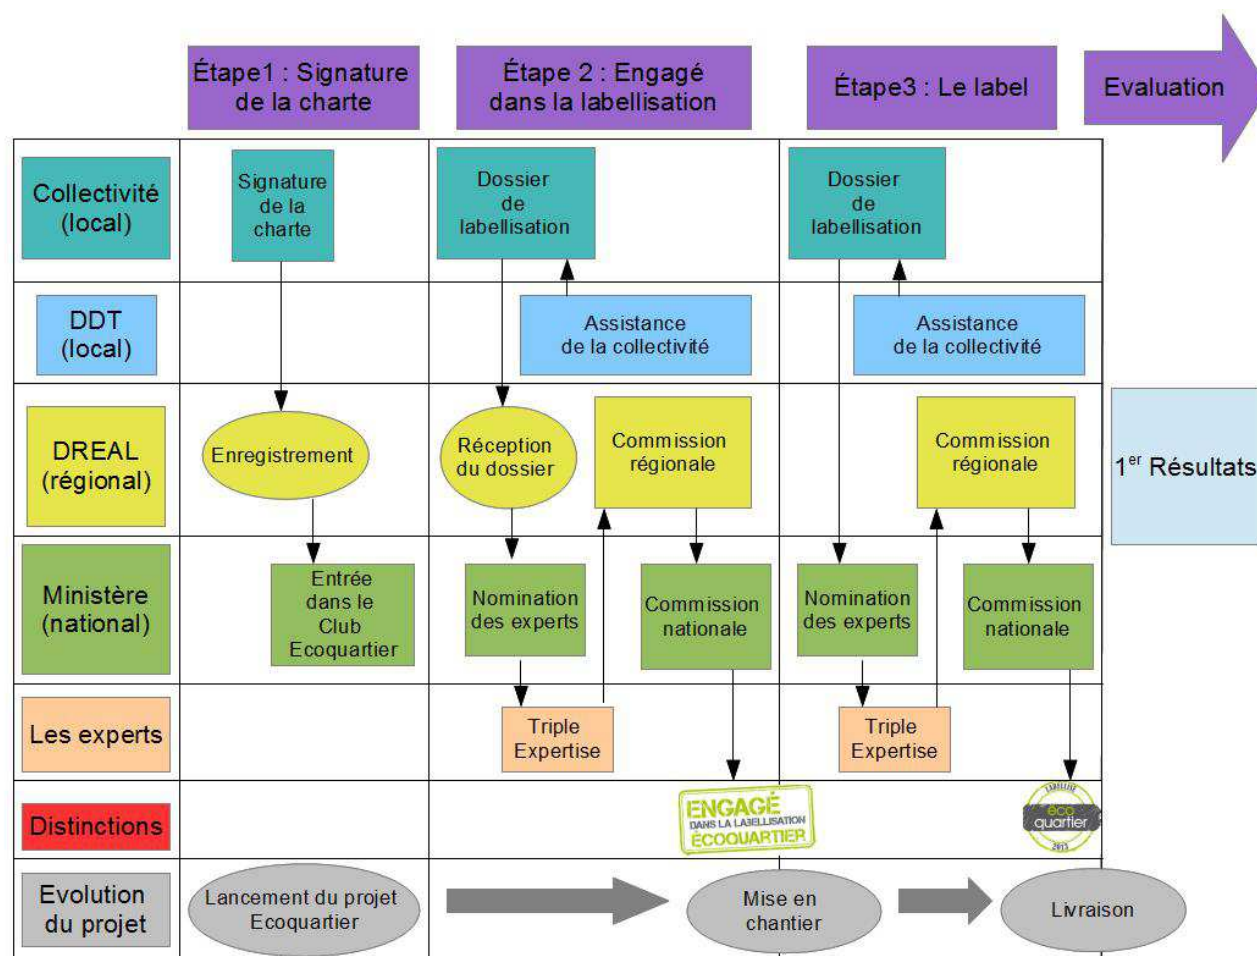 Étape1 : Signature
de la charte
Étape 2 : Engagé
dans la labellisation
Étape3 : Le label
Evaluation
Collectivité
(local)
Signature
de la
charte
Dossier
de
labellisation
Dossier
de
labellisation
DDT
(local)
Assistance
de la collectivité
Assistance
de la collectivité
DREAL
(régional)
Enregistrement
Réception
du dossier
Commission
régionale
Commission
régionale
1er Résultats
Ministère
(national)
Entrée
dans le
Club
Ecoquartier
Nomination
des experts
Commission
nationale
Nomination
des experts
Commission
nationale
Les experts
Triple
Expertise
Triple
Expertise
Distinctions
ENGAGÉ
DANS LA LABELLISATION
ÉCOQUARTIER
LABELLISÉ
éco
quartier
2013
Evolution
du projet
Lancement du projet
Ecoquartier
Mise en
chantier
Livraison